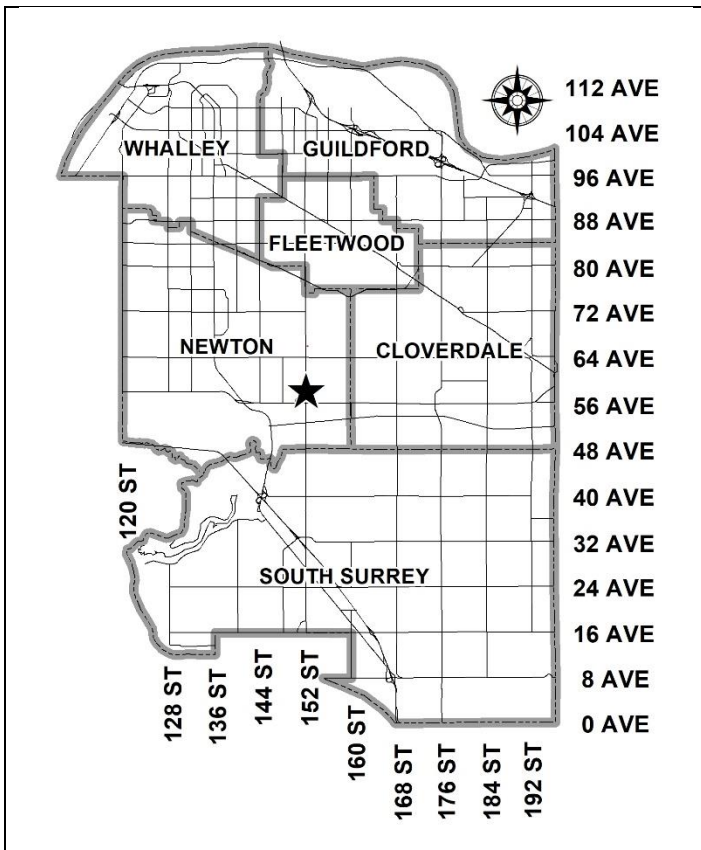 112 AVE
104 AVE
WHALLEY
GUILDFORD
96 AVE
88 AVE
FLEETWOOD
80 AVE
72 AVE
NEWTON
CLOVERDALE
64 AVE
56 AVE
48 AVE
120 ST
40 AVE
32 AVE
SOUTH SURREY
24 AVE
16 AVE
128 ST
136 ST
144 ST
152 ST
8 AVE
160 ST
0 AVE
168 ST
176 ST
184 ST
192 ST